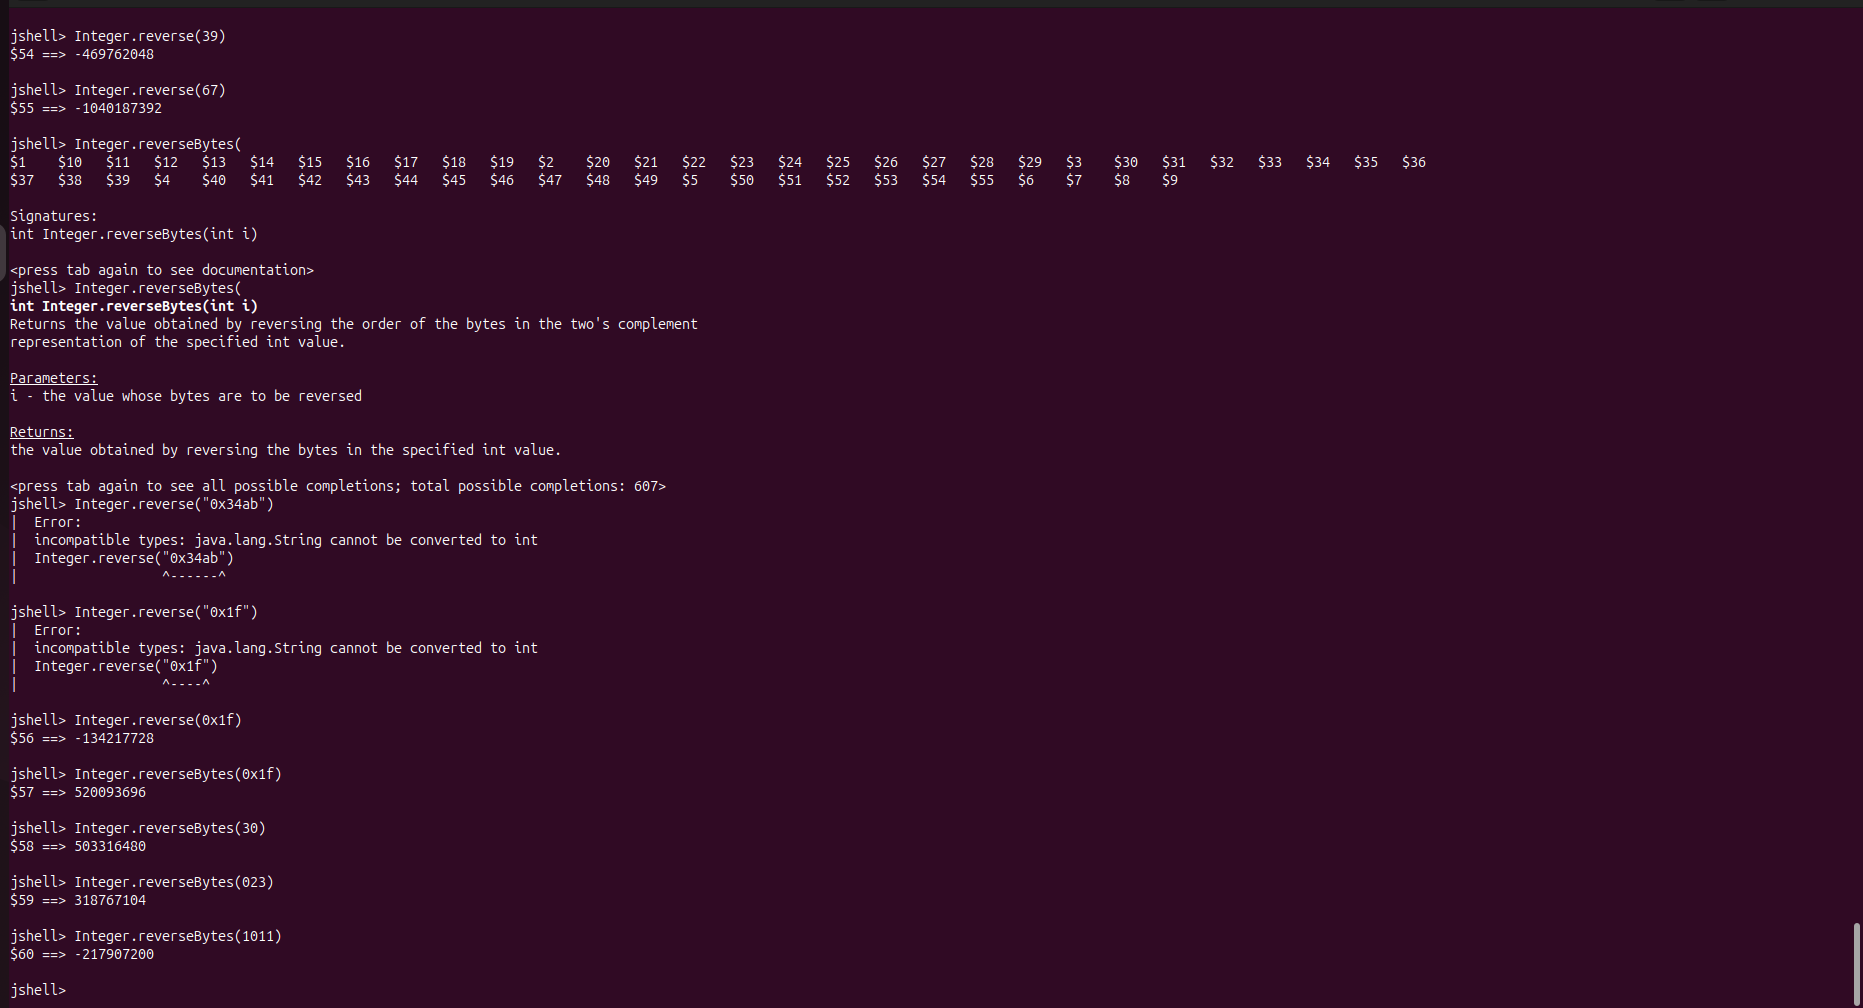 jshell> Integer.reverse(39)
$54 ==> -469762048
jshell> Integer.reverse(67)
$55 ==> -1040187392
jshell> Integer.reverseBytes(
$1 $10 $11 $12 $13 $14 $15 $16 $17 $18 $19 $2 $20 $21 $22 $23 $24 $25 $26 $27 $28 $29 $3 $30 $31 $32 $33 $34 $35 $36
$37 $38 $39 $4 $40 $41 $42 $43 $44 $45 $46 $47 $48 $49 $5 $50 $51 $52 $53 $54 $55 $6 $7 $8 $9
Signatures:
int Integer.reverseBytes(int i)
<press tab again to see documentation>
jshell> Integer.reverseBytes(
int Integer.reverseBytes(int i)
Returns the value obtained by reversing the order of the bytes in the two's complement
representation of the specified int value.
Parameters:
i - the value whose bytes are to be reversed
Returns:
the value obtained by reversing the bytes in the specified int value.
<press tab again to see all possible completions; total possible completions: 607>
jshell> Integer.reverse("0x34ab")
|  Error:
|  incompatible types: java.lang.String cannot be converted to int
|  Integer.reverse("0x34ab")
|                  ^------^
jshell> Integer.reverse("0x1f")
|  Error:
|  incompatible types: java.lang.String cannot be converted to int
|  Integer.reverse("0x1f")
|                  ^----^
jshell> Integer.reverse(0x1f)
$56 ==> -134217728
jshell> Integer.reverseBytes(0x1f)
$57 ==> 520093696
jshell> Integer.reverseBytes(30)
$58 ==> 503316480
jshell> Integer.reverseBytes(023)
$59 ==> 318767104
jshell> Integer.reverseBytes(1011)
$60 ==> -217907200
jshell>